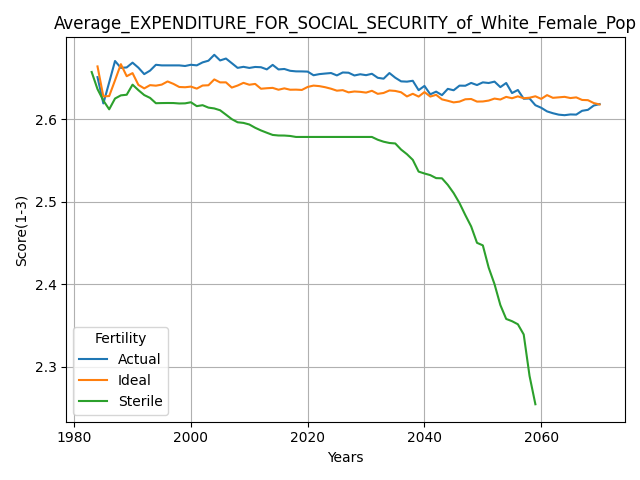 Average_EXPENDITURE_FOR_SOCIAL_SECURITY_of_White_Female_Pop
Score(1-3)
2.6
2.5
2.4
2.3
Fertility
Actual
Ideal
Sterile
1980
2000
2020
2040
2060
Years